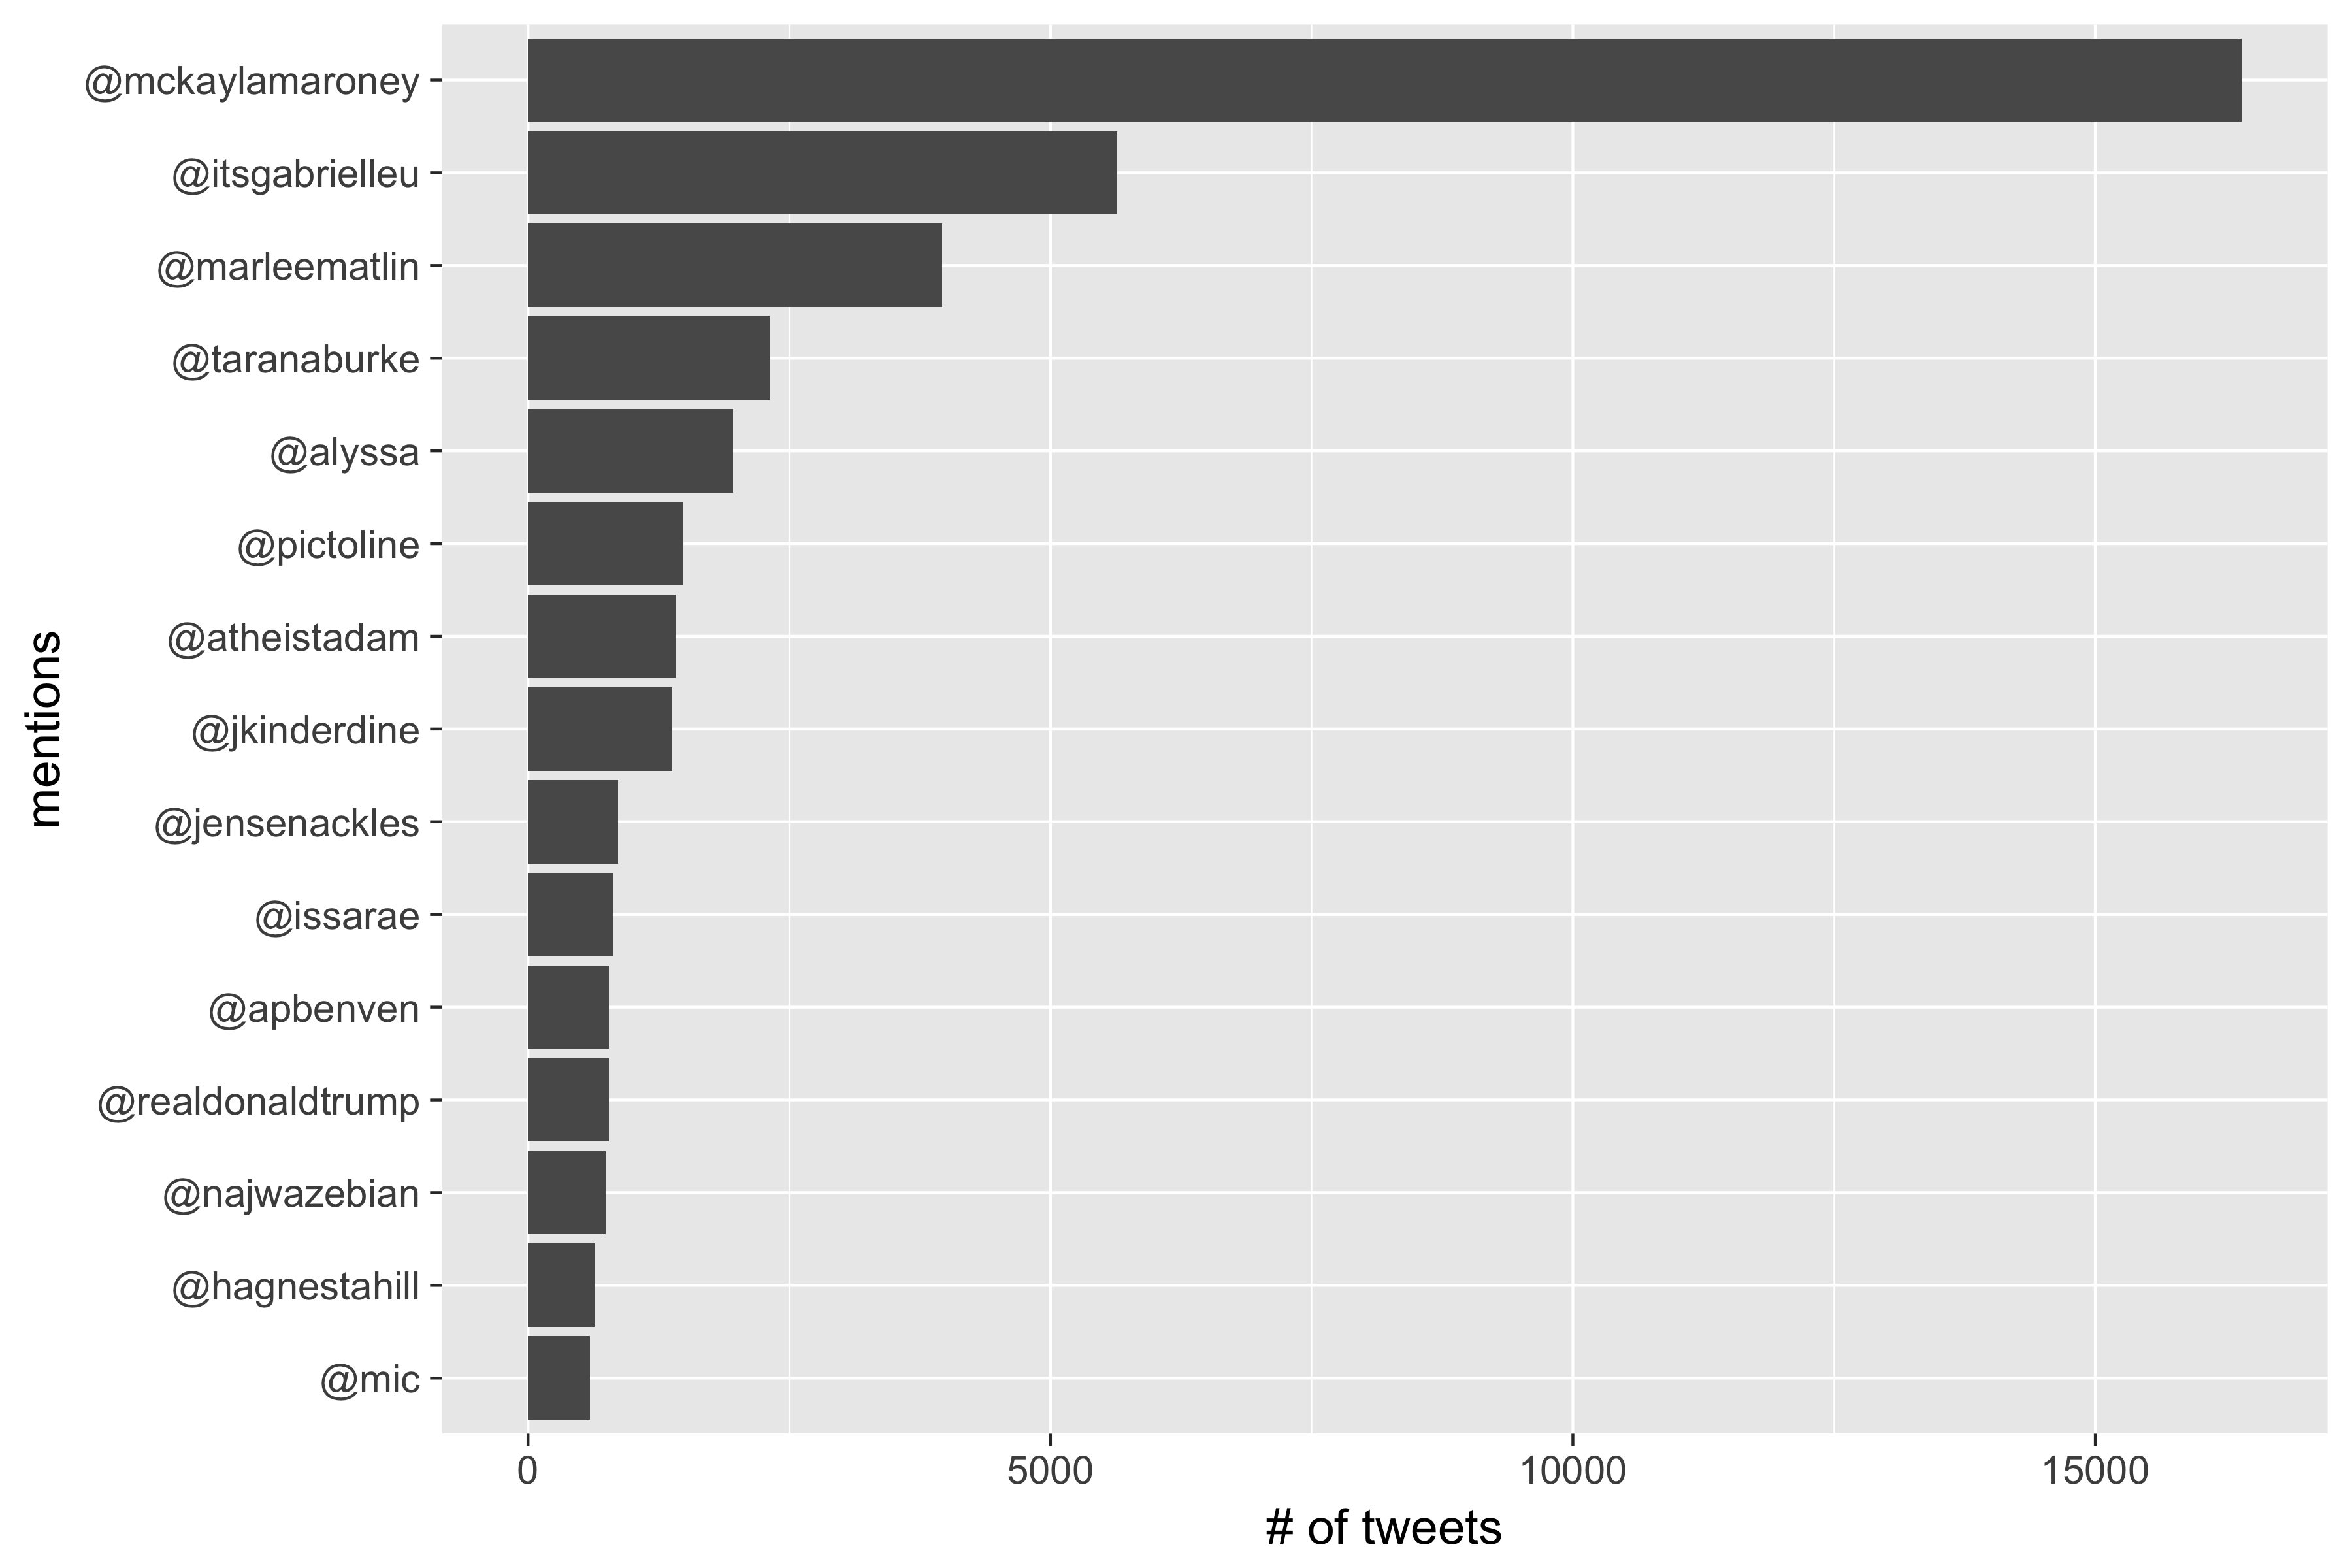 @mckaylamaroney
@itsgabrielleu
@marleematlin
@taranaburke
@alyssa
@pictoline
@atheistadam
@jkinderdine
@jensenackles
@issarae
@apbenven
@realdonaldtrump
@najwazebian
@hagnestahill
@mic
mentions
0 5000 10000 15000
# of tweets